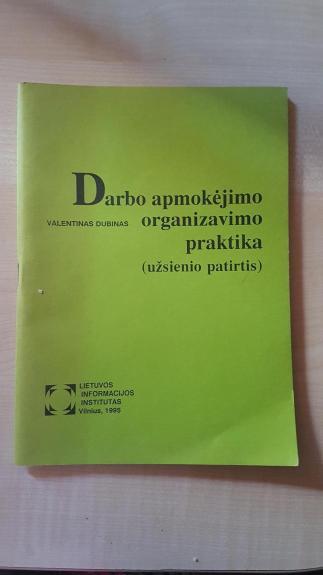 Darbo apmokėjimo
VALENTINAS DUBINAS organizavimo
praktika
(užsienio patirtis)
LIETUVOS
INFORMACIJOS
INSTITUTAS
Vilnius, 1995